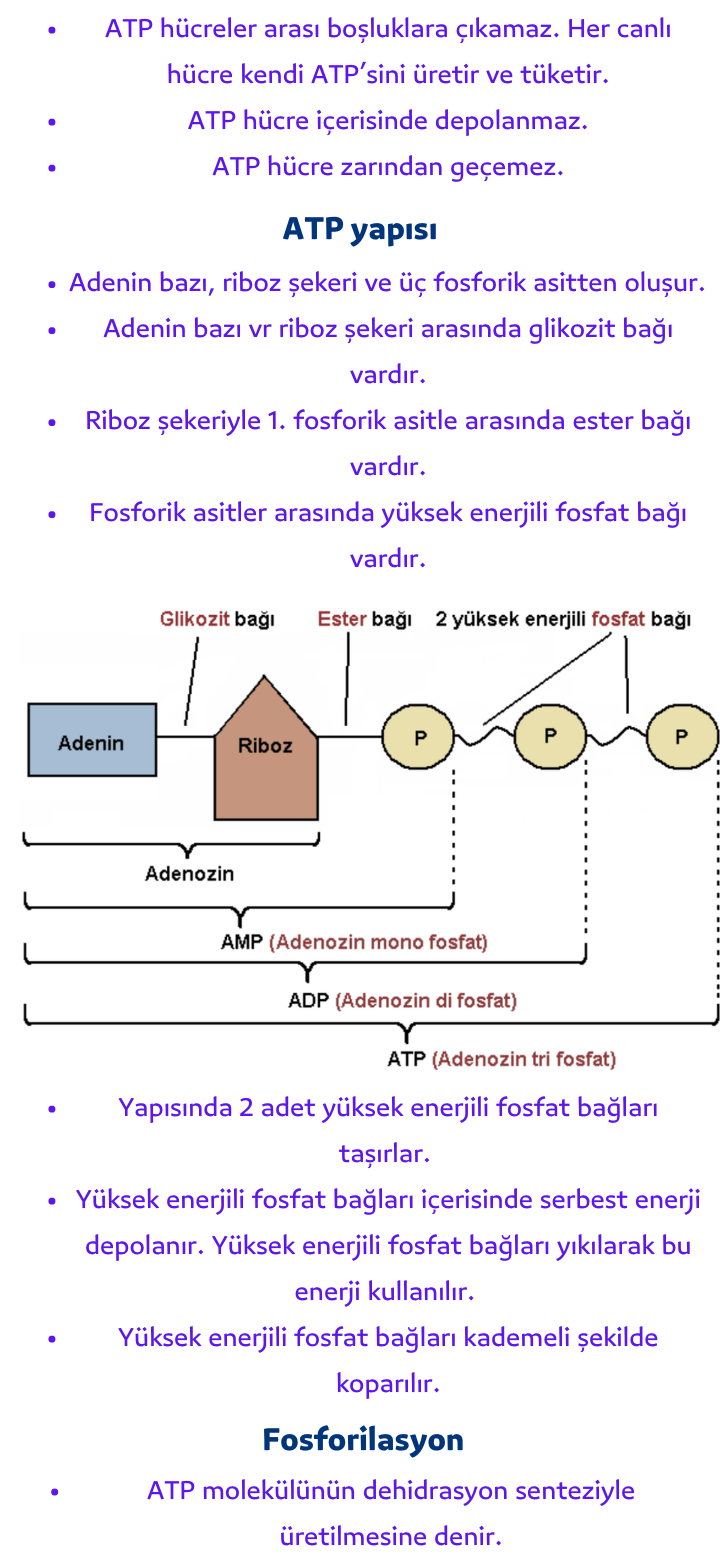 • ATP hücreler arası boşluklara çıkamaz. Her canlı
hücre kendi ATP’sini üretir ve tüketir.
• ATP hücre içerisinde depolanmaz.
• ATP hücre zarından geçemez.
ATP yapısı
• Adenin bazı, riboz şekeri ve üç fosforik asitten oluşur.
• Adenin bazı vr riboz şekeri arasında glikozit bağı
vardır.
• Riboz şekeriyle 1. fosforik asitle arasında ester bağı
vardır.
• Fosforik asitler arasında yüksek enerjili fosfat bağı
vardır.
Glikozit bağı Ester bağı 2 yüksek enerjili fosfat bağı
Adenin Riboz P P P
Adenozin
AMP (Adenozin mono fosfat)
ADP (Adenozin di fosfat)
ATP (Adenozin tri fosfat)
• Yapısında 2 adet yüksek enerjili fosfat bağları
taşırlar.
• Yüksek enerjili fosfat bağları içerisinde serbest enerji
depolanır. Yüksek enerjili fosfat bağları yıkılarak bu
enerji kullanılır.
• Yüksek enerjili fosfat bağları kademeli şekilde
koparılır.
Fosforilasyon
• ATP molekülünün dehidrasyon senteziyle
üretilmesine denir.